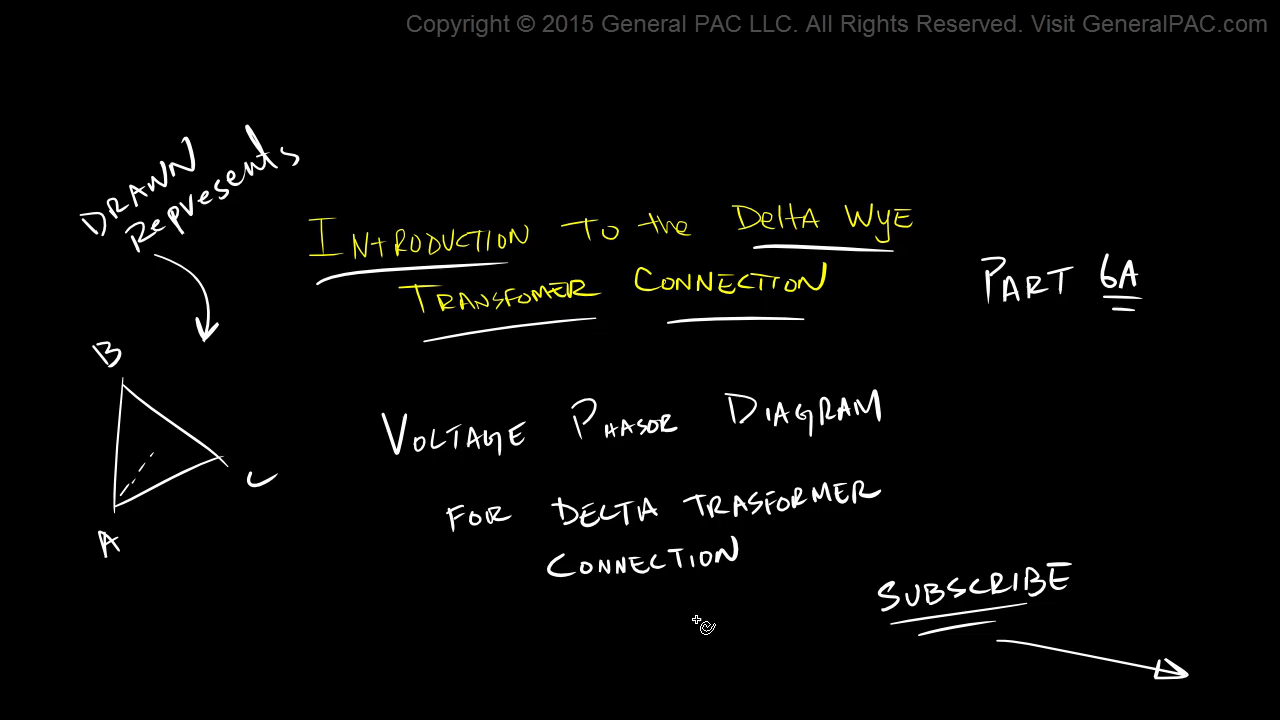 Copyright © 2015 General PAC LLC. All Rights Reserved. Visit GeneralPAC.com
DRAWN
Represents
INTRODUCTION To the Delta WyE
TRANSFOMER CONNECTION
PART 6A
B
C
A
VOLTAGE PHASOR DIAGRAM
FOR DELTA TRASFORMER
CONNECTION
SUBSCRIBE